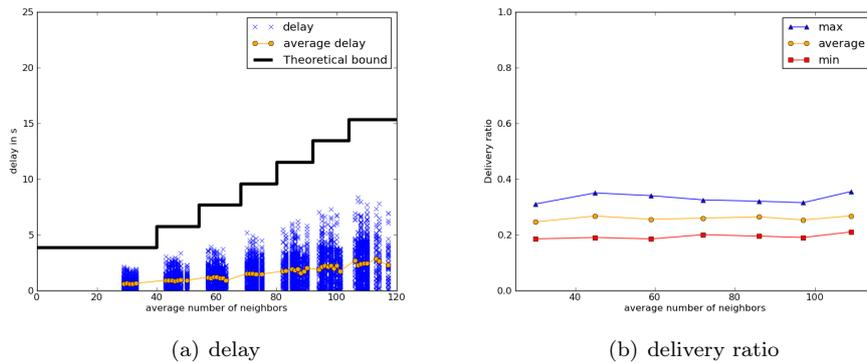 25
20
15
10
5
0
delay in s
0 20 40 60 80 100 120
average number of neighbors
delay
average delay
Theoretical bound
(a) delay
1.0
0.8
0.6
0.4
0.2
0.0
Delivery ratio
40 60 80 100
average number of neighbors
max
average
min
(b) delivery ratio